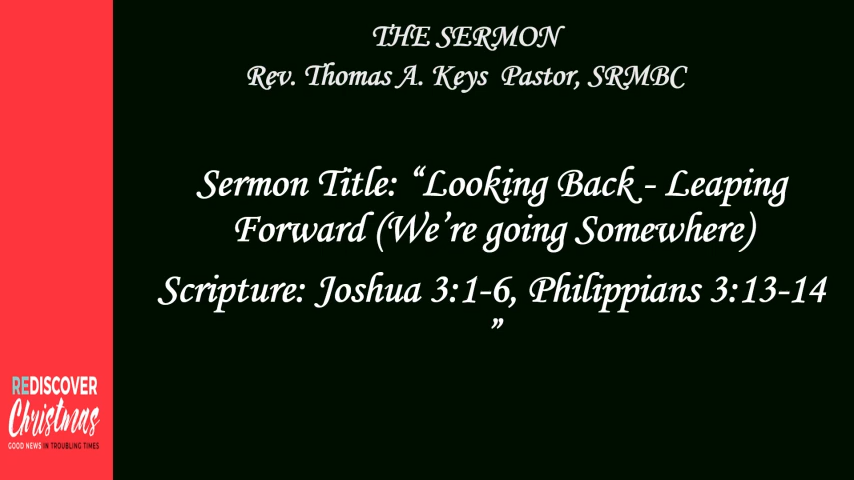 THE SERMON
Rev. Thomas A. Keys Pastor, SRMBC
Sermon Title: “Looking Back - Leaping
Forward (We’re going Somewhere)
Scripture: Joshua 3:1-6, Philippians 3:13-14
”
REDISCOVER
Christmas
GOOD NEWS IN TROUBLING TIMES